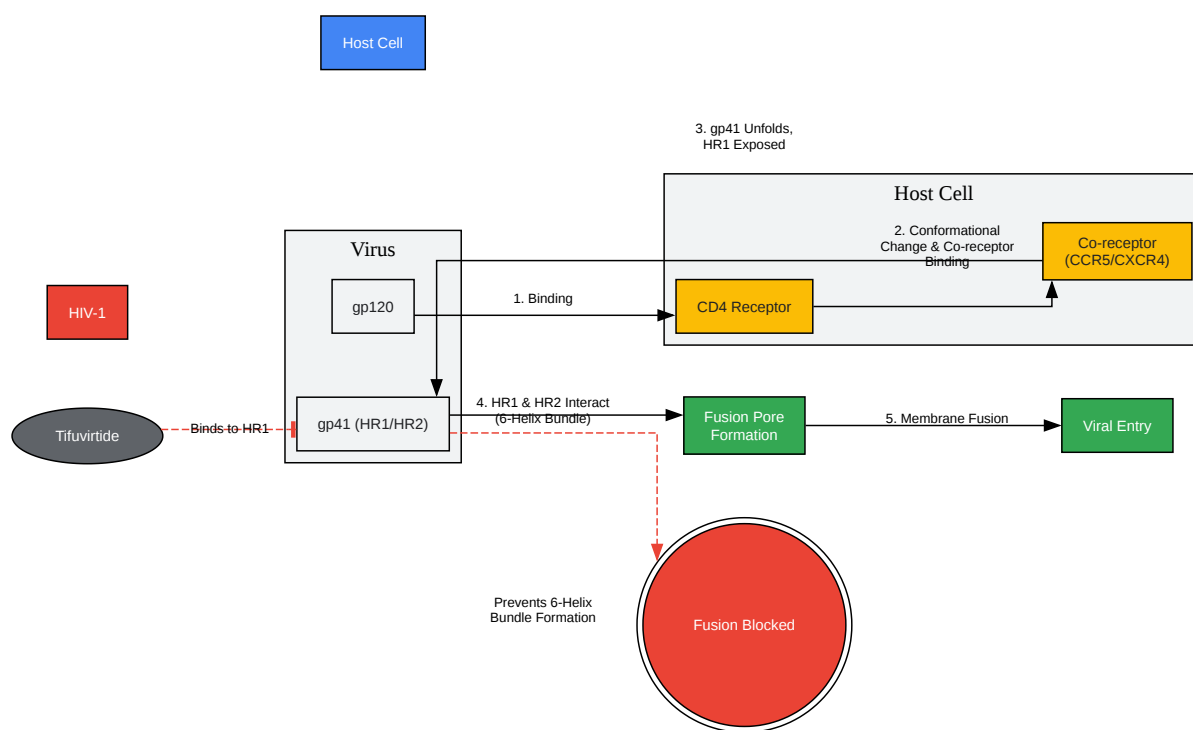 Host Cell
3. gp41 Unfolds,
HR1 Exposed
Host Cell
Virus
2. Conformational
Change & Co-receptor
Binding
Co-receptor
(CCR5/CXCR4)
HIV-1
gp120
1. Binding
CD4 Receptor
Tifuvirtide
Binds to HR1
gp41 (HR1/HR2)
4. HR1 & HR2 Interact
(6-Helix Bundle)
Fusion Pore
Formation
5. Membrane Fusion
Viral Entry
Prevents 6-Helix
Bundle Formation
Fusion Blocked